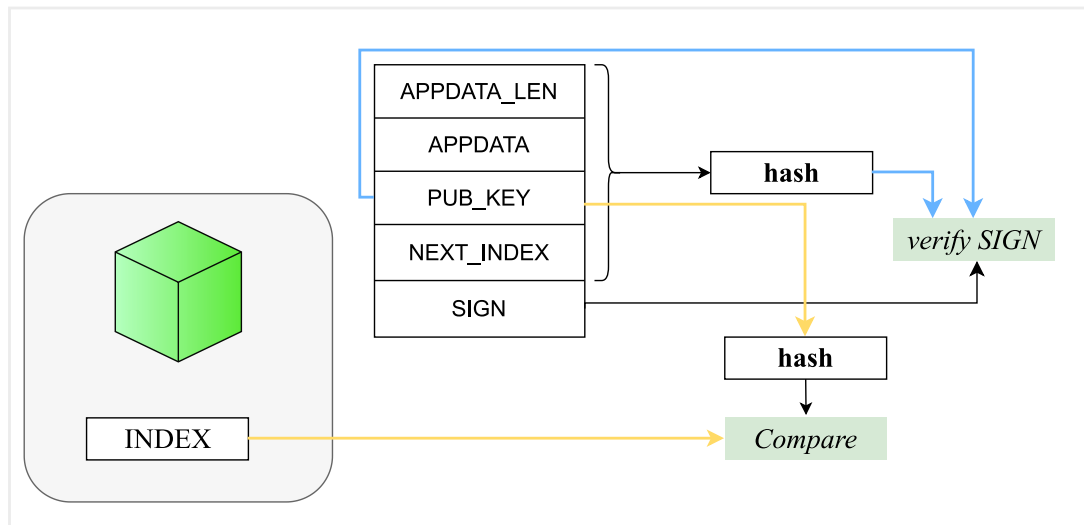 APPDATA_LEN
APPDATA
PUB_KEY
NEXT_INDEX
SIGN
hash
verify SIGN
hash
Compare
INDEX